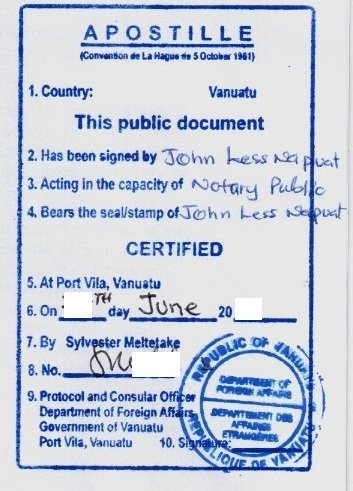 APOSTILLE
(Convention de La Hague de 5 October 1961)
1. Country: Vanuatu
This public document
2. Has been signed by John Less Napuat
3. Acting in the capacity of Notary Public
4. Bears the seal/stamp of John Less Napuat
CERTIFIED
5. At Port Vila, Vanuatu
6. On TH day June 20
7. By Sylvester Meltetake
8. No.
9. Protocol and Consular Officer
Department of Foreign Affairs
Government of Vanuatu
Port Vila, Vanuatu 10. Signature:
REPUBLIC OF VANUATU
DEPARTMENT OF
FOREIGN AFFAIRS
DEPARTEMENT DES
AFFAIRES
ETRANGERES
REPUBLIQUE DE VANUATU